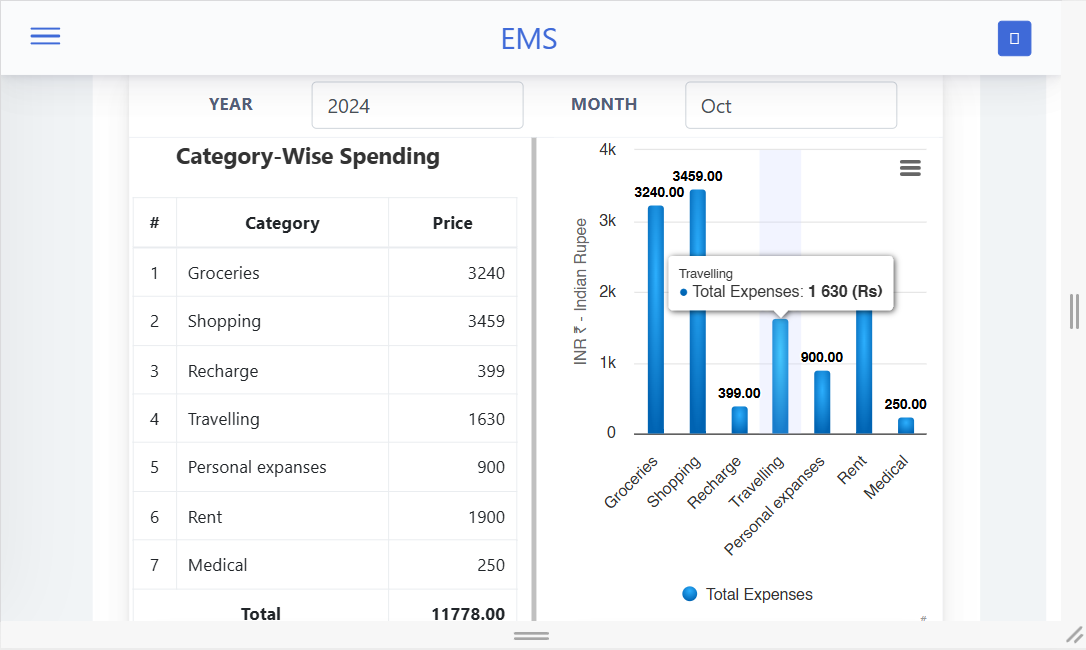 EMS
YEAR
2024
MONTH
Oct
Category-Wise Spending
# Category Price
1 Groceries 3240
2 Shopping 3459
3 Recharge 399
4 Travelling 1630
5 Personal expanses 900
6 Rent 1900
7 Medical 250
Total 11778.00
INR ₹ - Indian Rupee
4k
3k
2k
1k
0
3240.00
3459.00
399.00
900.00
250.00
Travelling
● Total Expenses: 1 630 (Rs)
Groceries
Shopping
Recharge
Travelling
Personal expanses
Rent
Medical
Total Expenses
#